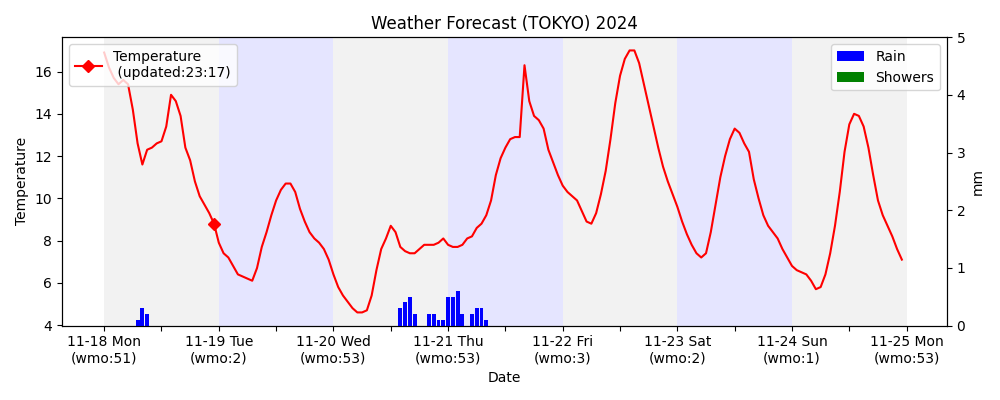 Weather Forecast (TOKYO) 2024
Temperature
(updated:23:17)
Rain
Showers
16
14
12
10
8
6
4
Temperature
5
4
3
2
1
0
mm
11-18 Mon
(wmo:51)
11-19 Tue
(wmo:2)
11-20 Wed
(wmo:53)
11-21 Thu
(wmo:53)
11-22 Fri
(wmo:3)
11-23 Sat
(wmo:2)
11-24 Sun
(wmo:1)
11-25 Mon
(wmo:53)
Date